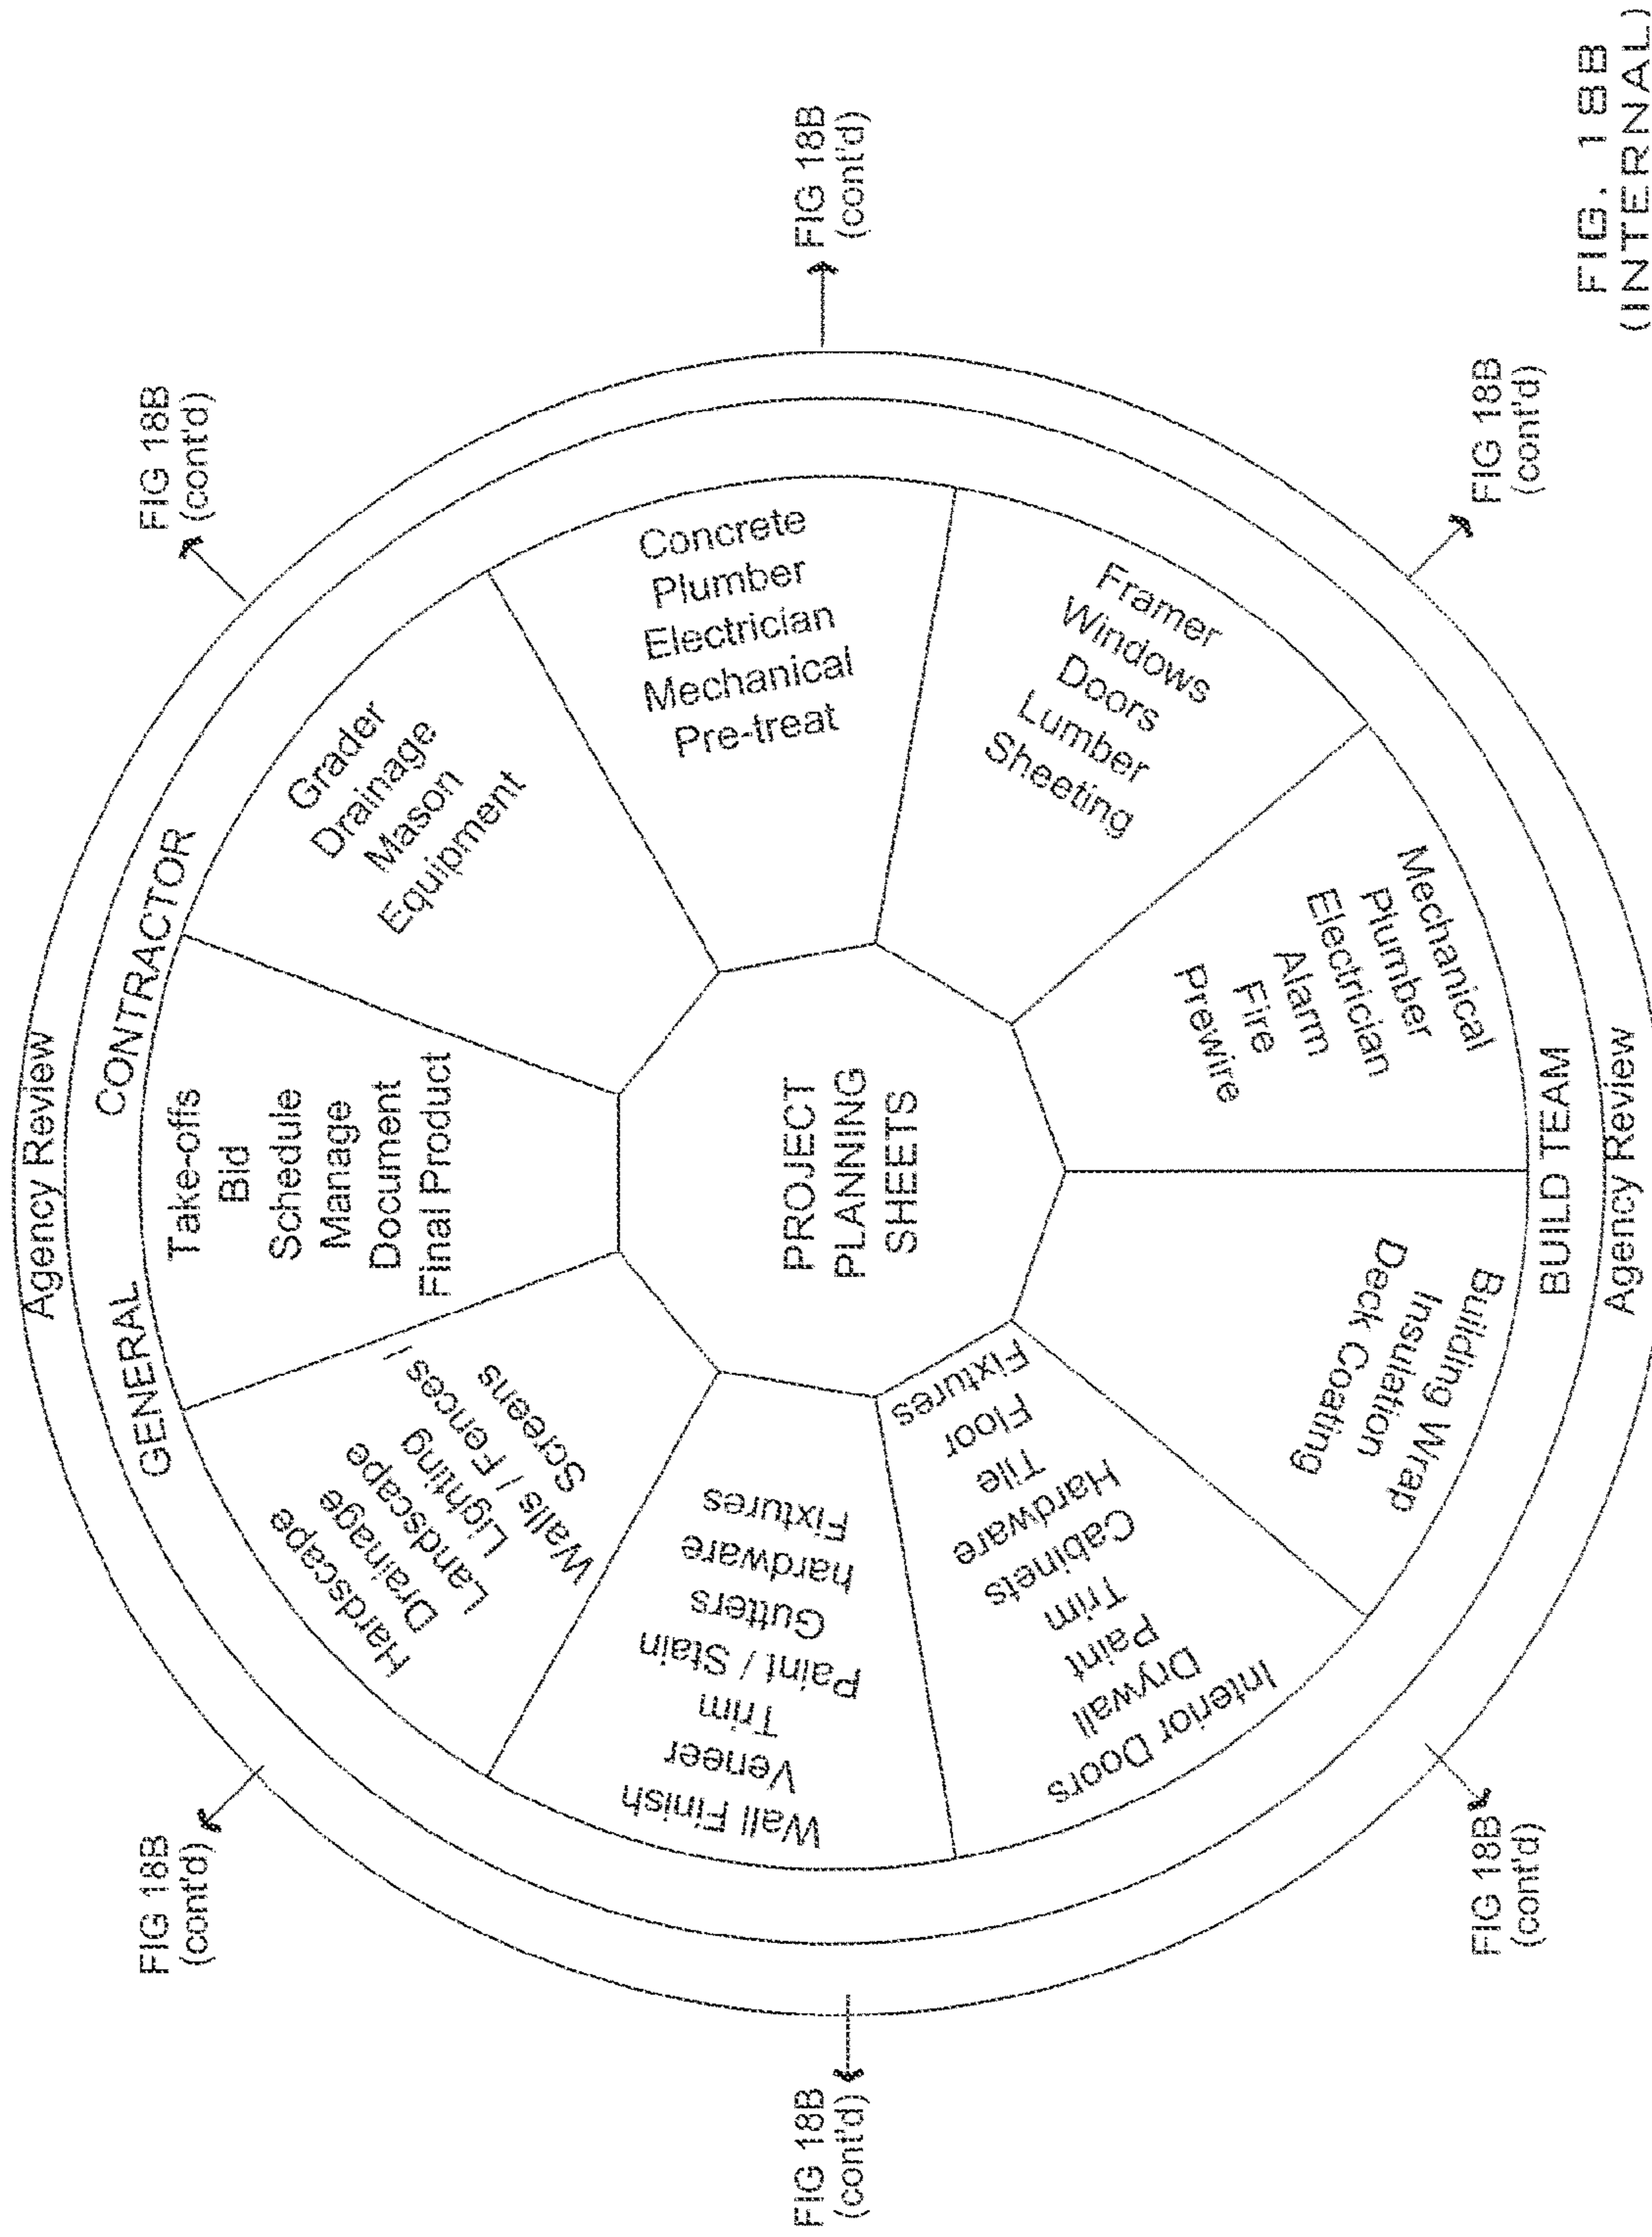 Agency Review
GENERAL
CONTRACTOR
Take-offs
Bid
Schedule
Manage
Document
Final Product
Grader
Drainage
Mason
Equipment
Concrete
Plumber
Electrician
Mechanical
Pre-treat
Framer
Windows
Doors
Lumber
Sheeting
Mechanical
Plumber
Electrician
Alarm
Fire
Prewire
Building Wrap
Insulation
Deck Coating
Interior Doors
Drywall
Paint
Trim
Cabinets
Hardware
Tile
Floor
Fixtures
Wall Finish
Veneer
Trim
Paint / Stain
Gutters
hardware
Fixtures
Hardscape
Drainage
Landscape
Lighting
Walls / Fences /
Screens
PROJECT
PLANNING
SHEETS
BUILD TEAM
Agency Review
FIG 18B
(cont'd)
FIG 18B
(cont'd)
FIG 18B
(cont'd)
FIG 18B
(cont'd)
FIG 18B
(cont'd)
FIG 18B
(cont'd)
FIG. 18B
(INTERNAL)